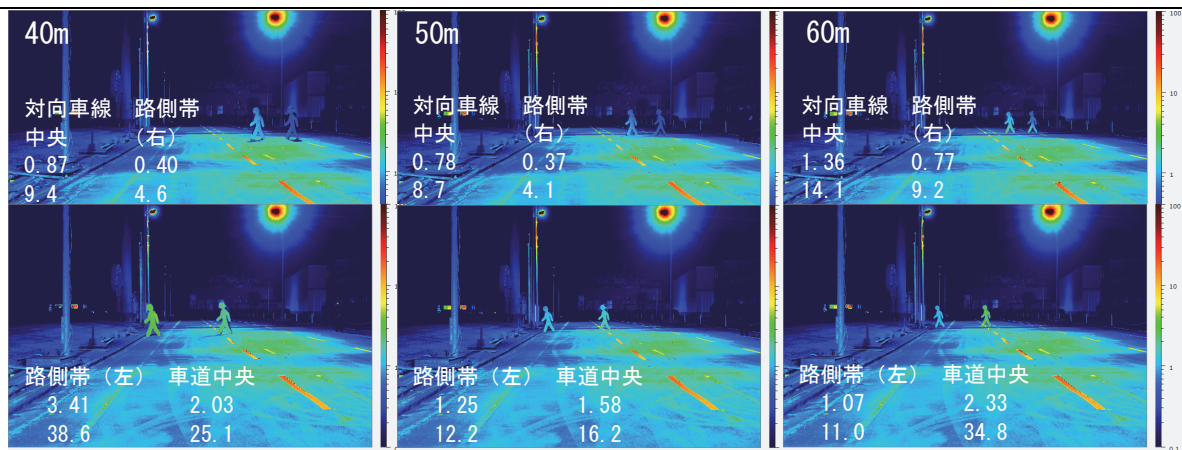 40m
対向車線 路側帯
中央 (右)
0.87 0.40
9.4 4.6
50m
対向車線 路側帯
中央 (右)
0.78 0.37
8.7 4.1
60m
対向車線 路側帯
中央 (右)
1.36 0.77
14.1 9.2
路側帯(左) 車道中央
3.41 2.03
38.6 25.1
路側帯(左) 車道中央
1.25 1.58
12.2 16.2
路側帯(左) 車道中央
1.07 2.33
11.0 34.8
100
10
1
100
10
1
0.1